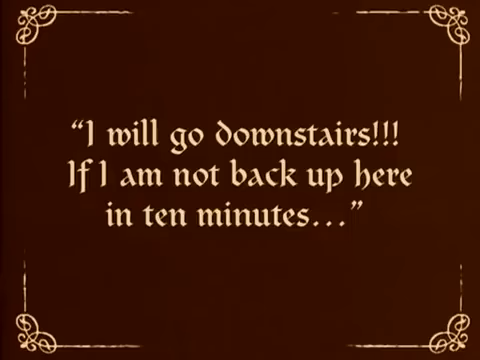 “I will go downstairs!!!
If I am not back up here
in ten minutes...”